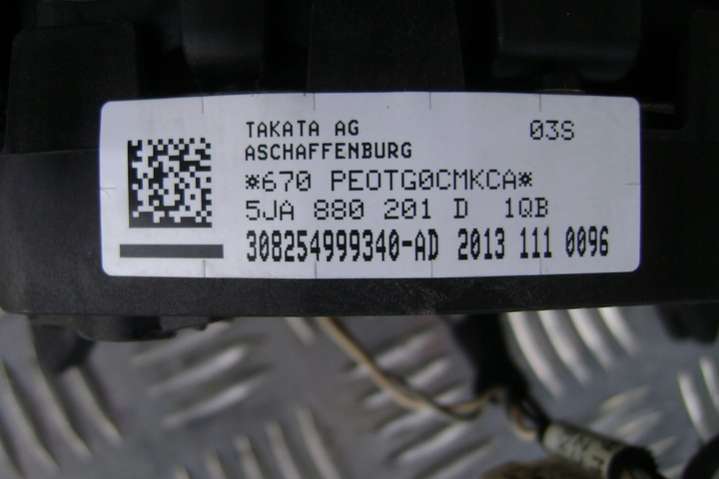 TAKATA AG 03S
ASCHAFFENBURG
*670 PEOTG0CMKCA*
5JA 880 201 D 1QB
308254999340-AD 2013 111 0096